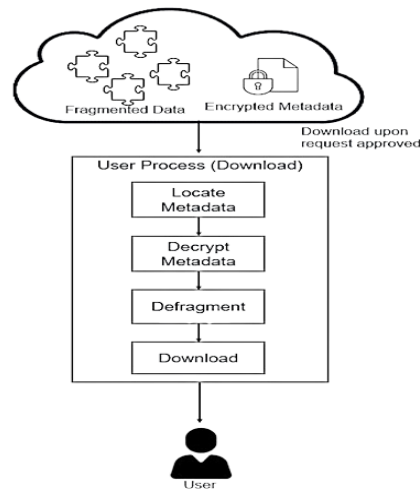 Fragmented Data
Encrypted Metadata
Download upon
request approved
User Process (Download)
Locate
Metadata
Decrypt
Metadata
Defragment
Download
User